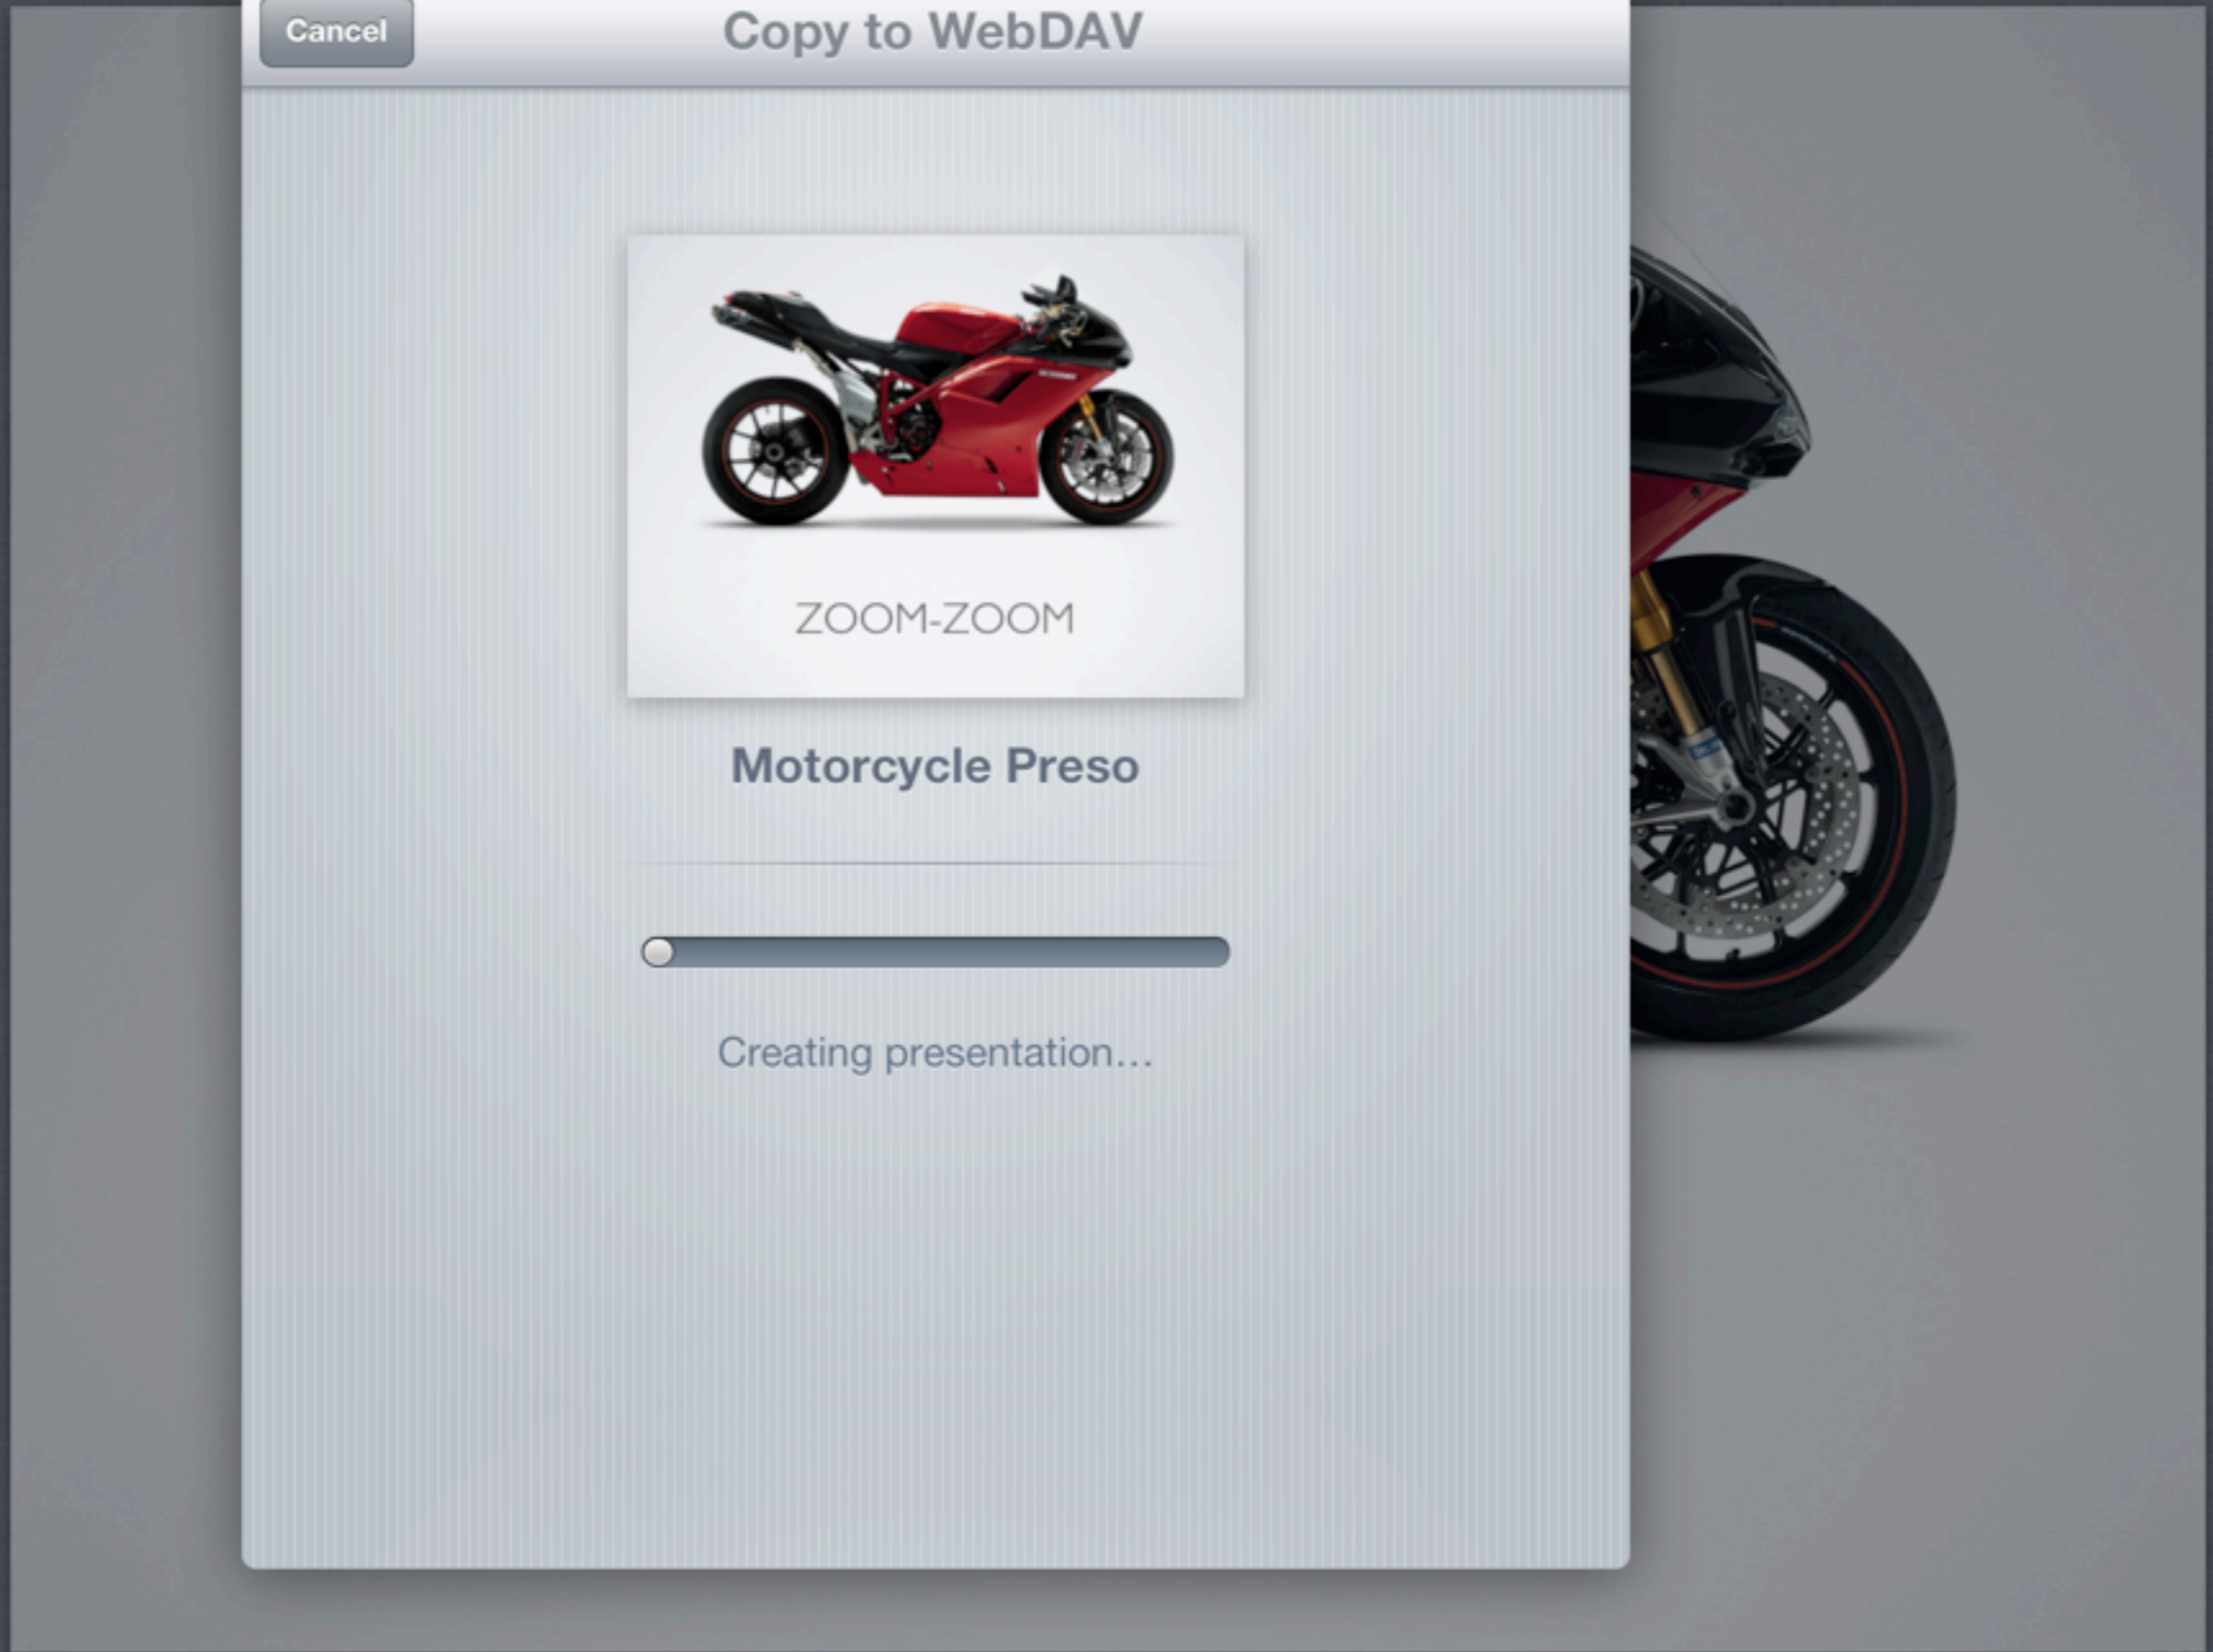 Cancel
Copy to WebDAV
ZOOM-ZOOM
Motorcycle Preso
Creating presentation...